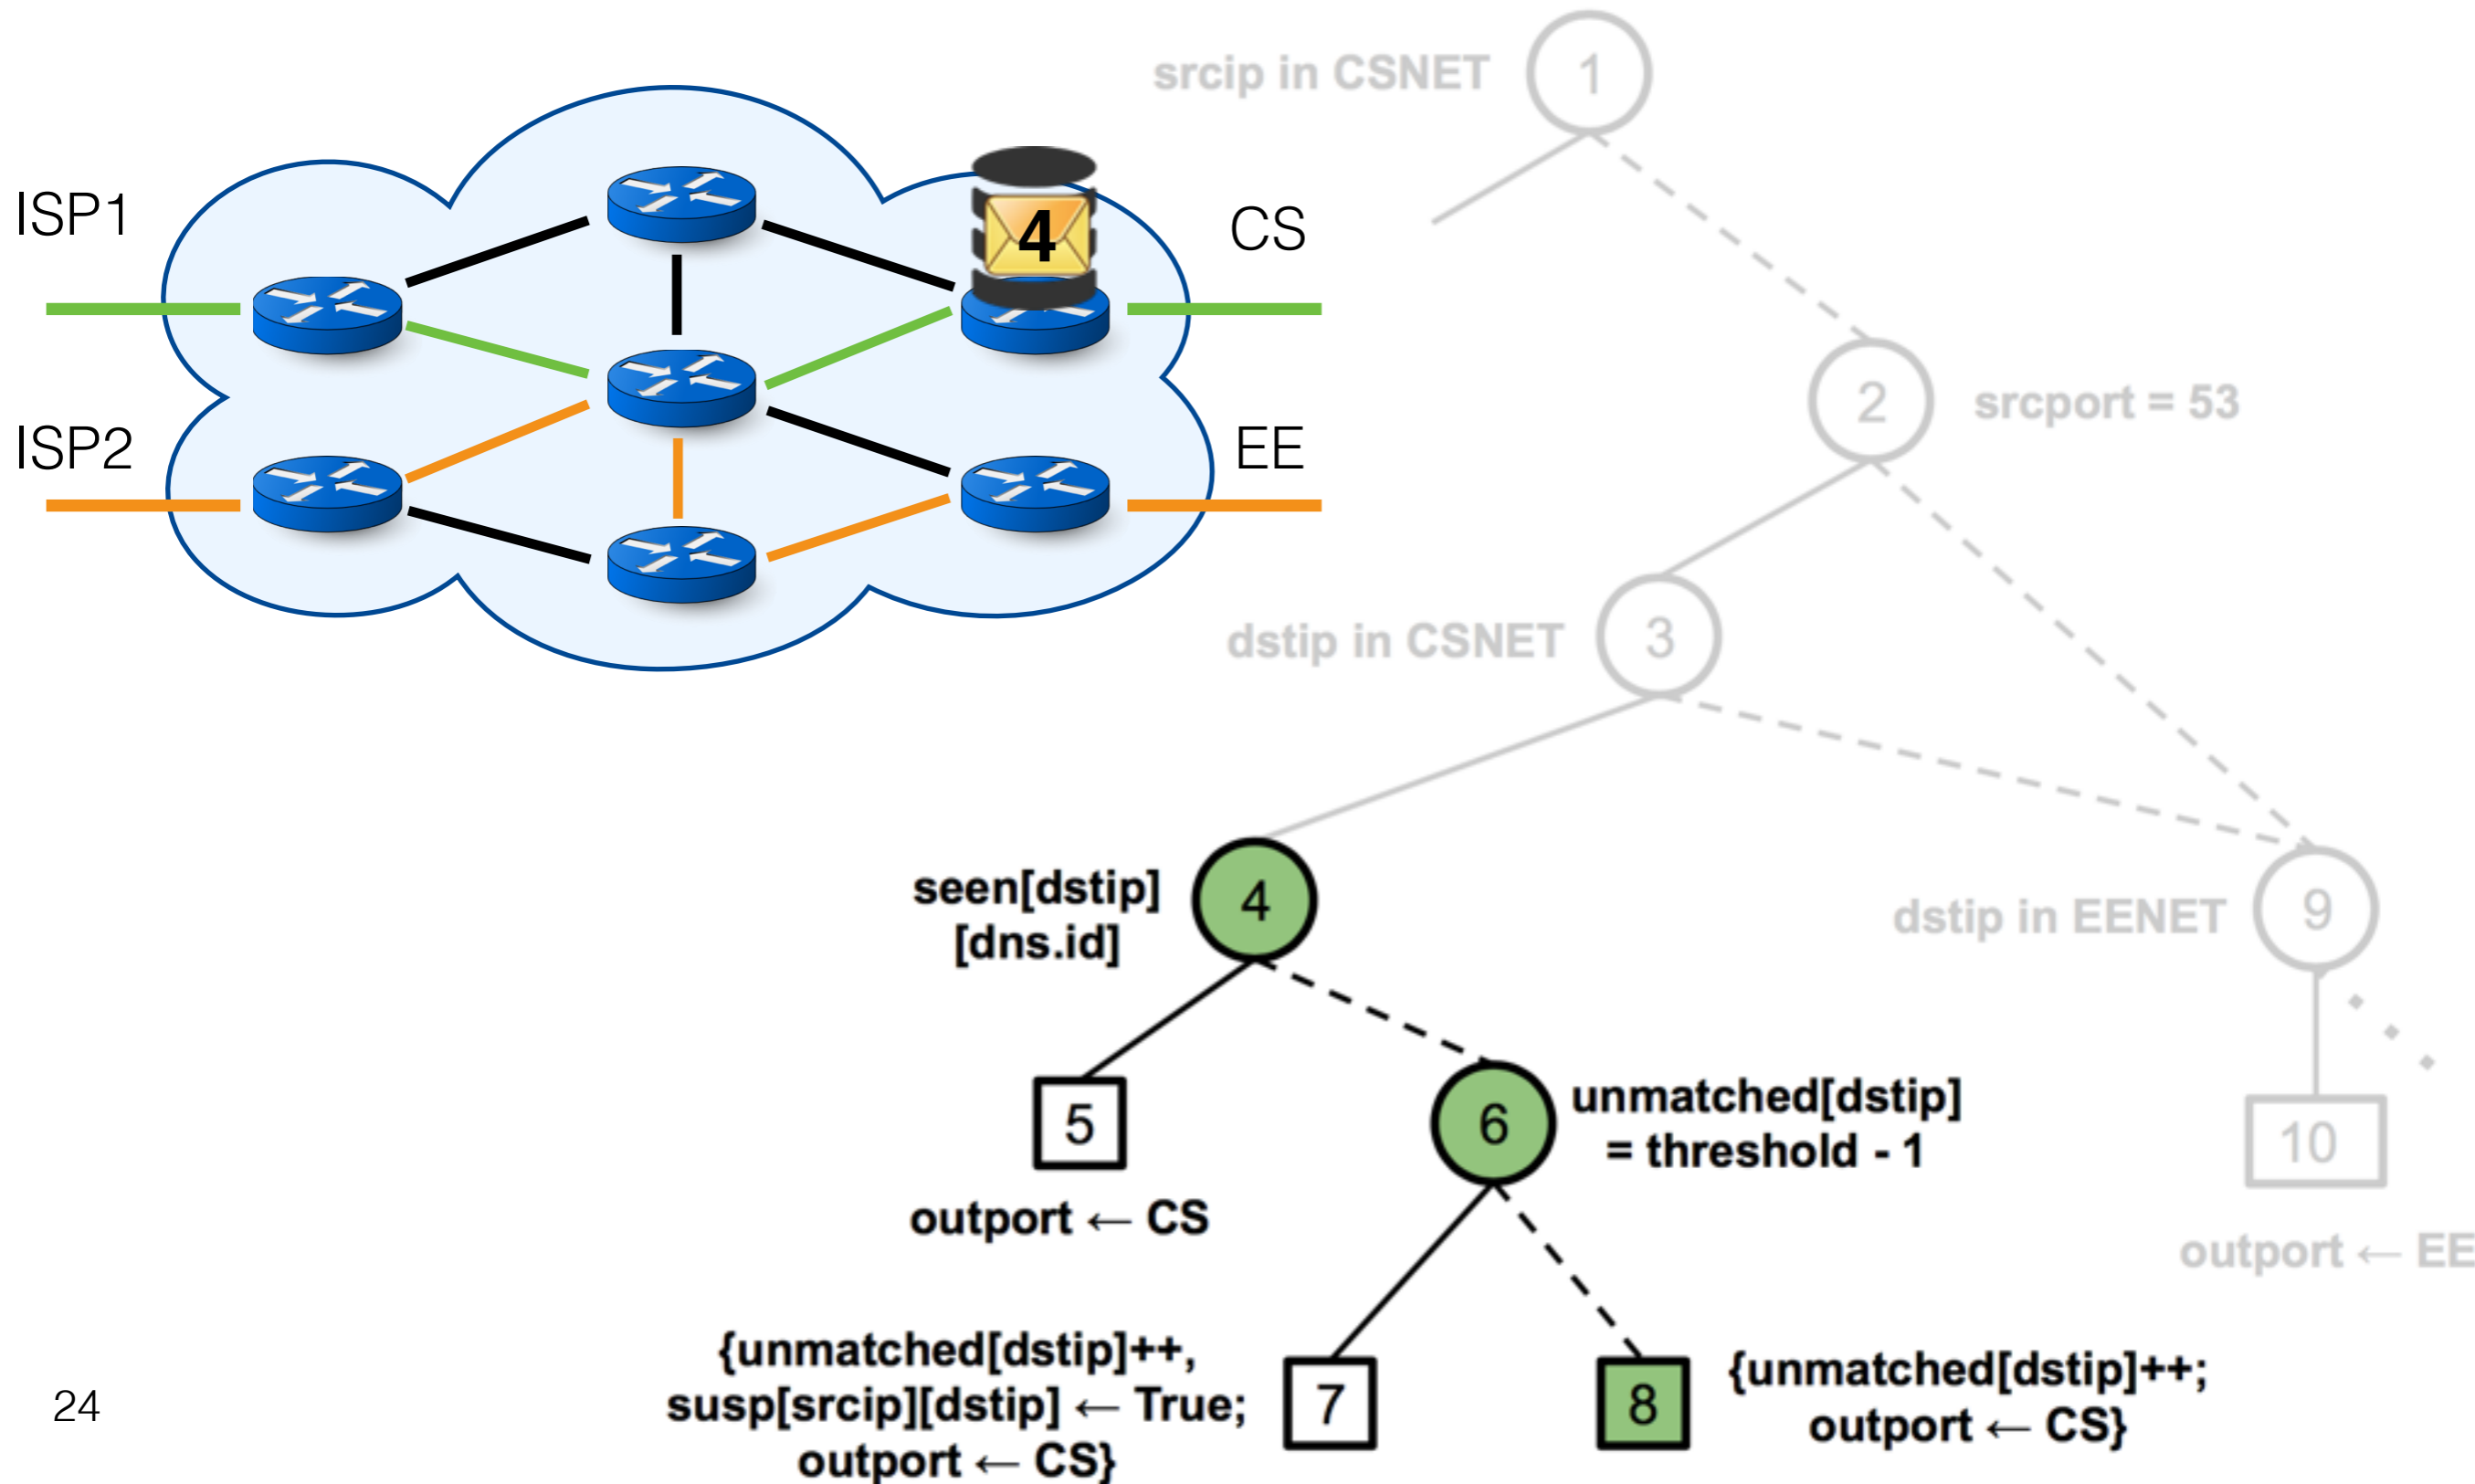 srcip in CSNET
1
ISP1
4
CS
2
srcport = 53
ISP2
EE
dstip in CSNET
3
seen[dstip]
[dns.id]
4
dstip in EENET
9
5
outport ← CS
6
unmatched[dstip]
= threshold - 1
10
outport ← EE
{unmatched[dstip]++,
susp[srcip][dstip] ← True;
outport ← CS}
7
8
{unmatched[dstip]++;
outport ← CS}
24